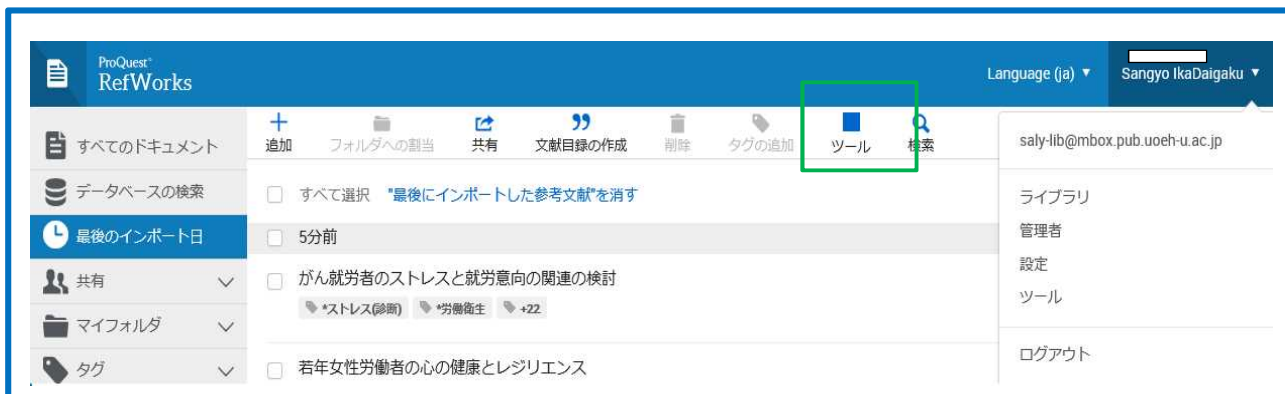 ProQuest®
RefWorks
Language (ja) ▼
Sangyo IkaDaigaku ▼
すべてのドキュメント
データベースの検索
最後のインポート日
共有
マイフォルダ
タグ
追加
フォルダへの割当
共有
文献目録の作成
削除
タグの追加
ツール
検索
すべて選択 "最後にインポートした参考文献"を消す
5分前
がん就労者のストレスと就労意向の関連の検討
*ストレス(診断) *労働衛生 +22
若年女性労働者の心の健康とレジリエンス
saly-lib@mbox.pub.uoeh-u.ac.jp
ライブラリ
管理者
設定
ツール
ログアウト